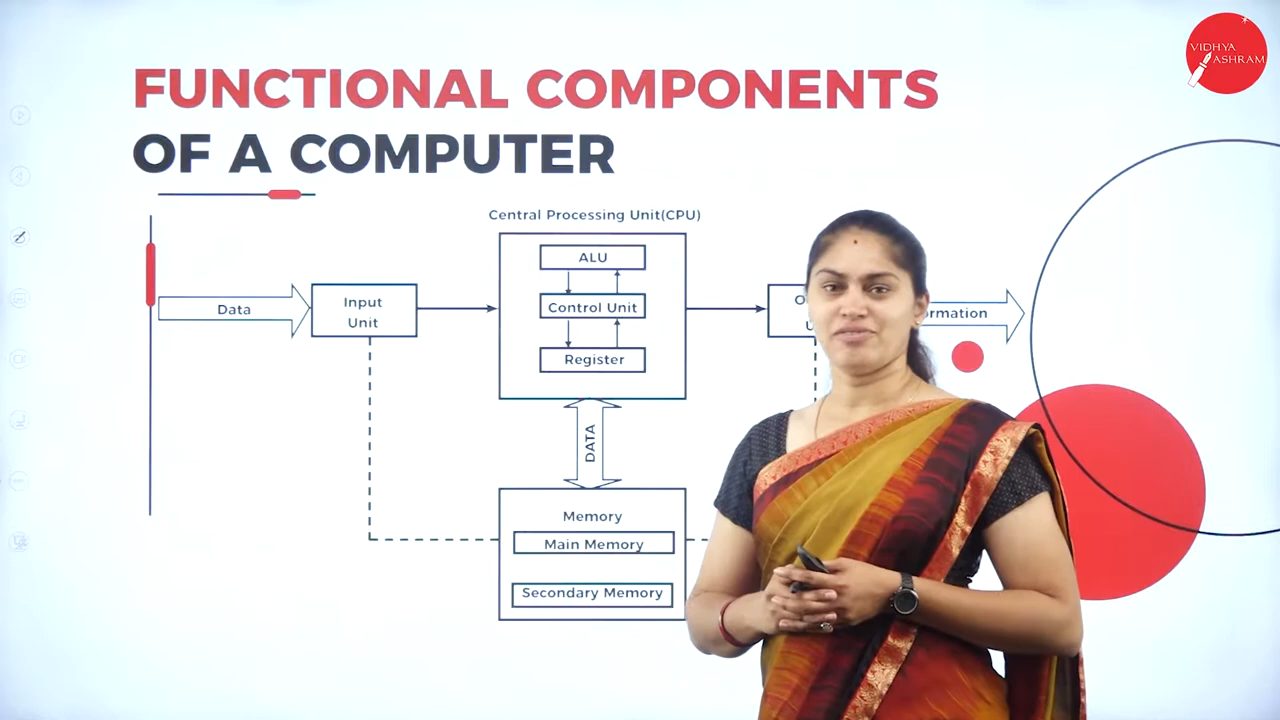 VIDHYA
ASHRAM
FUNCTIONAL COMPONENTS
OF A COMPUTER
Central Processing Unit(CPU)
ALU
Data
Input
Unit
Control Unit
Register
DATA
Memory
Main Memory
Secondary Memory